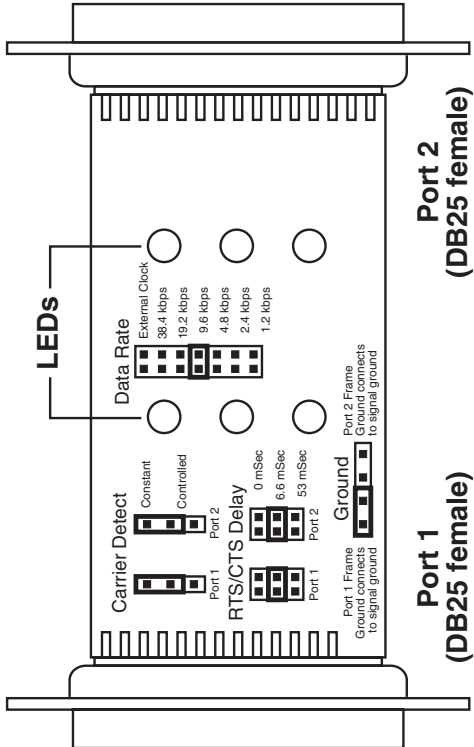 LEDs
Data Rate
External Clock
38.4 kbps
19.2 kbps
9.6 kbps
4.8 kbps
2.4 kbps
1.2 kbps
Carrier Detect
Constant
Controlled
Port 1
Port 2
RTS/CTS Delay
0 mSec
6.6 mSec
53 mSec
Port 1
Port 2
Ground
Port 1 Frame
Ground connects
to signal ground
Port 2 Frame
Ground connects
to signal ground
Port 1
(DB25 female)
Port 2
(DB25 female)